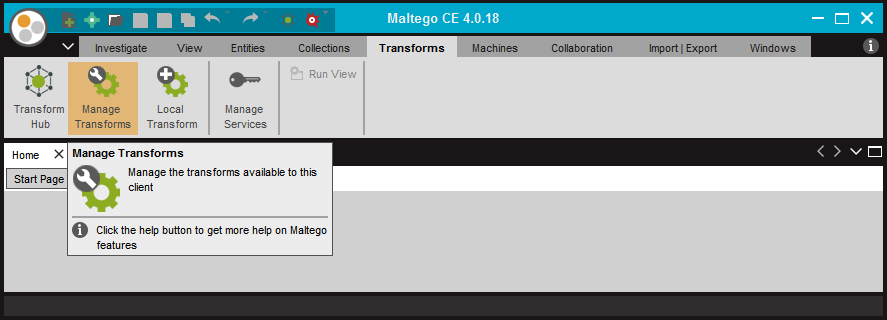 Maltego CE 4.0.18
Investigate View Entities Collections Transforms Machines Collaboration Import | Export Windows
Transform Hub
Manage Transforms
Local Transform
Manage Services
Run View
Home
Start Page
Manage Transforms
Manage the transforms available to this
client
Click the help button to get more help on Maltego
features